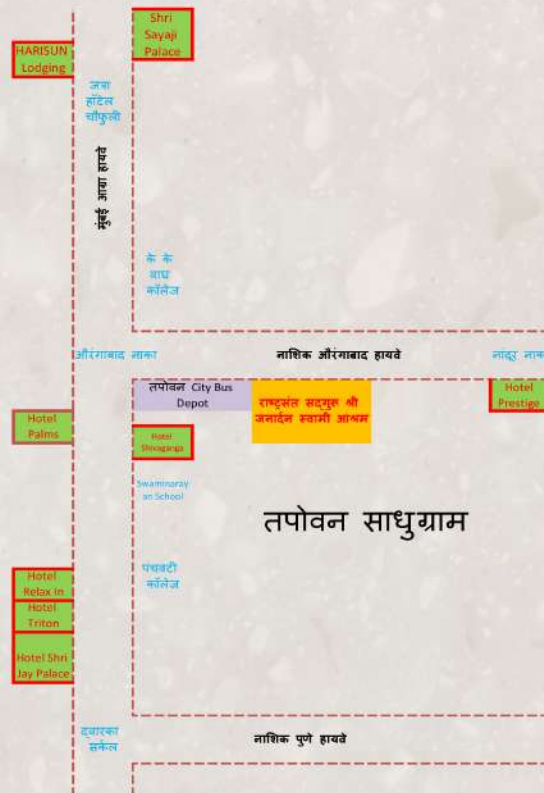 Shri
Sayaji
Palace
HARISUN
Lodging
जत्रा
हॉटेल
चौफुली
मुंबई आग्रा हायवे
के के
वाघ
कॉलेज
औरंगाबाद नाका
नाशिक औरंगाबाद हायवे
नांदूर नाका
तपोवन City Bus
Depot
राष्ट्रसंत सद्गुरु श्री
जनार्दन स्वामी आश्रम
Hotel
Prestige
Hotel
Palms
Hotel
Shivaganga
Swaminaray
an School
तपोवन साधुग्राम
पंचवटी
कॉलेज
Hotel
Relax In
Hotel
Triton
Hotel Shri
Jay Palace
द्वारका
सर्कल
नाशिक पुणे हायवे